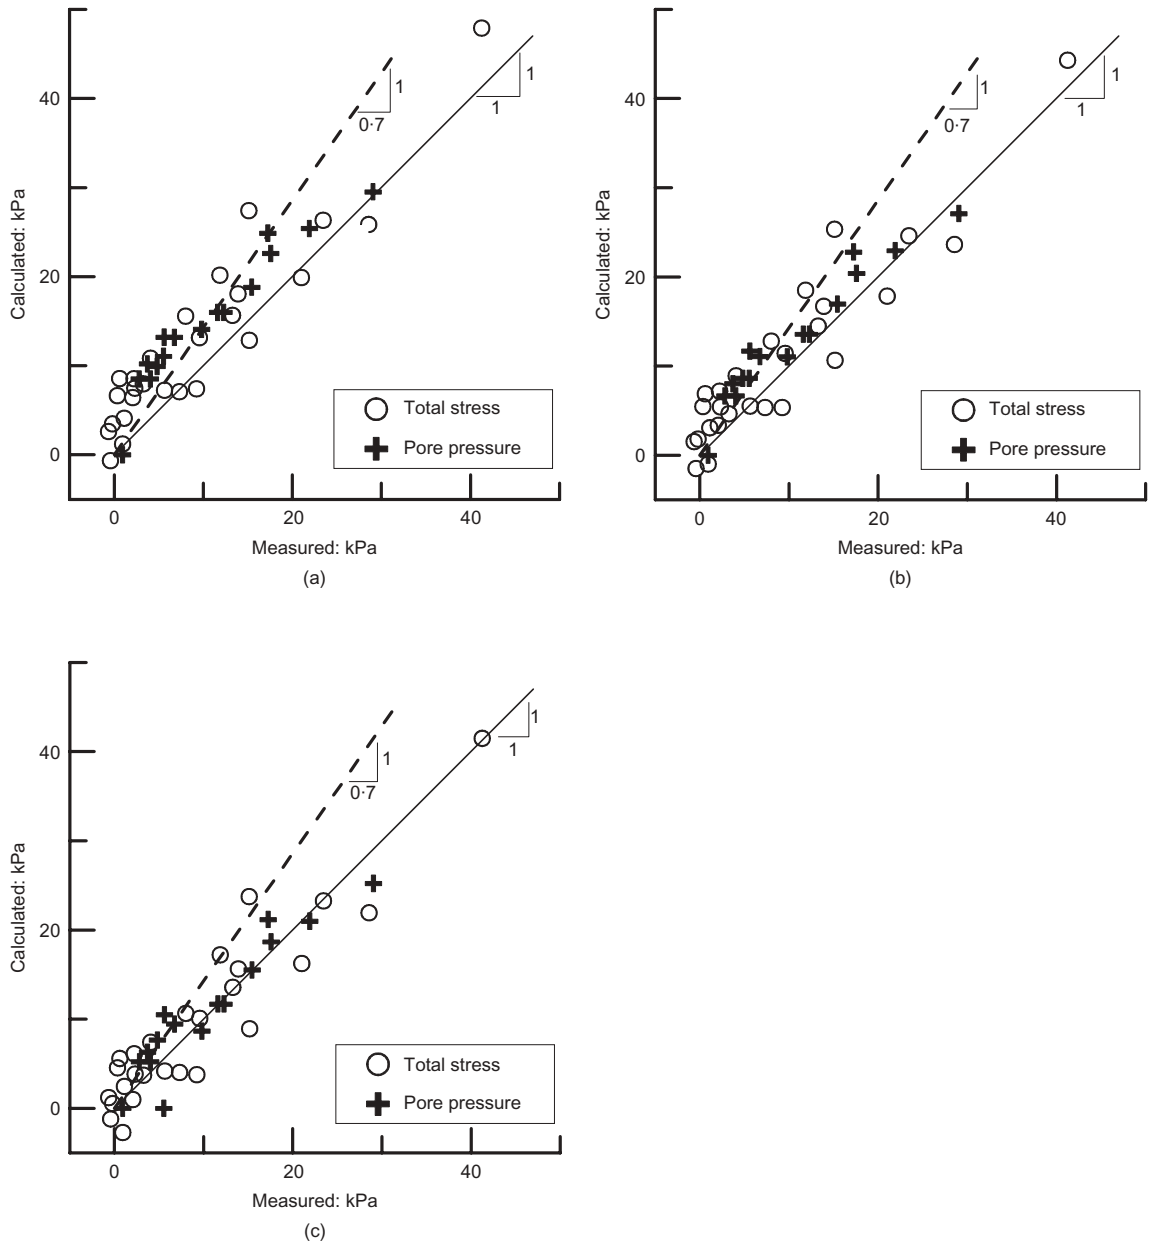 40
20
0
Calculated: kPa
1
0·7
1
1
Total stress
Pore pressure
0
20
40
Measured: kPa
(a)
40
20
0
Calculated: kPa
1
0·7
1
1
Total stress
Pore pressure
0
20
40
Measured: kPa
(b)
40
20
0
Calculated: kPa
1
0·7
1
1
Total stress
Pore pressure
0
20
40
Measured: kPa
(c)